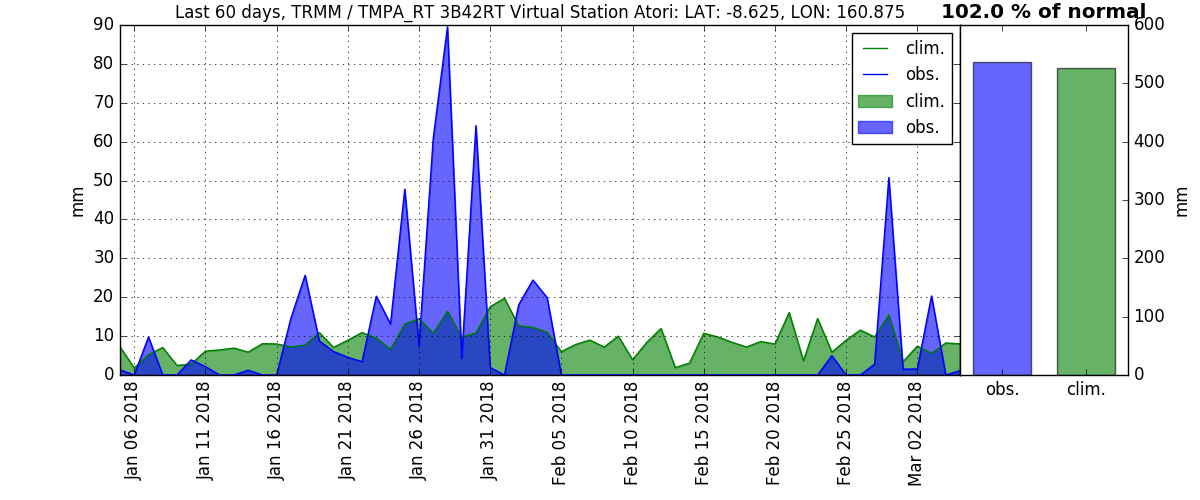 Last 60 days, TRMM / TMPA_RT 3B42RT Virtual Station Atori: LAT: -8.625, LON: 160.875
102.0 % of normal
90
80
70
60
50
40
30
20
10
0
mm
clim.
obs.
clim.
obs.
600
500
400
300
200
100
0
mm
Jan 06 2018
Jan 11 2018
Jan 16 2018
Jan 21 2018
Jan 26 2018
Jan 31 2018
Feb 05 2018
Feb 10 2018
Feb 15 2018
Feb 20 2018
Feb 25 2018
Mar 02 2018
obs.
clim.